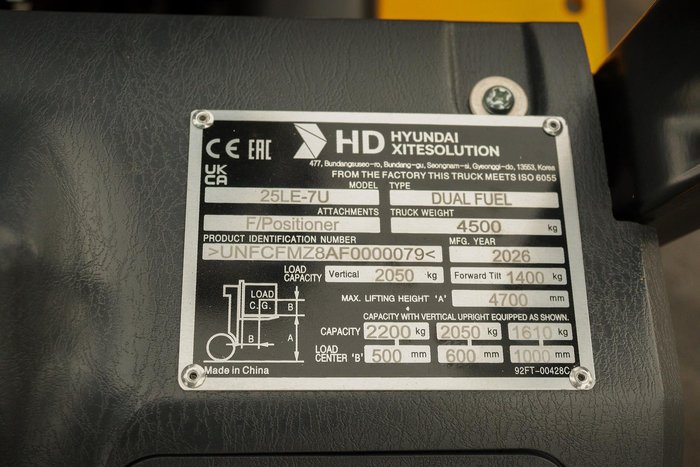 CE EAC
UK
CA
HD HYUNDAI
XITESOLUTION
477, Bundangsuseo-ro, Bundang-gu, Seongnam-si, Gyeonggi-do, 13553, Korea
FROM THE FACTORY THIS TRUCK MEETS ISO 6055
MODEL TYPE
25LE-7U DUAL FUEL
ATTACHMENTS TRUCK WEIGHT
F/Positioner 4500 kg
PRODUCT IDENTIFICATION NUMBER MFG. YEAR
>UNFCFMZ8AF0000079< 2026
LOAD CAPACITY Vertical 2050 kg Forward Tilt 1400 kg
MAX. LIFTING HEIGHT 'A' 4700 mm
CAPACITY WITH VERTICAL UPRIGHT EQUIPPED AS SHOWN.
LOAD
C. G.
B
B
A
CAPACITY 2200 kg 2050 kg 1610 kg
LOAD CENTER 'B' 500 mm 600 mm 1000 mm
Made in China 92FT-00428C